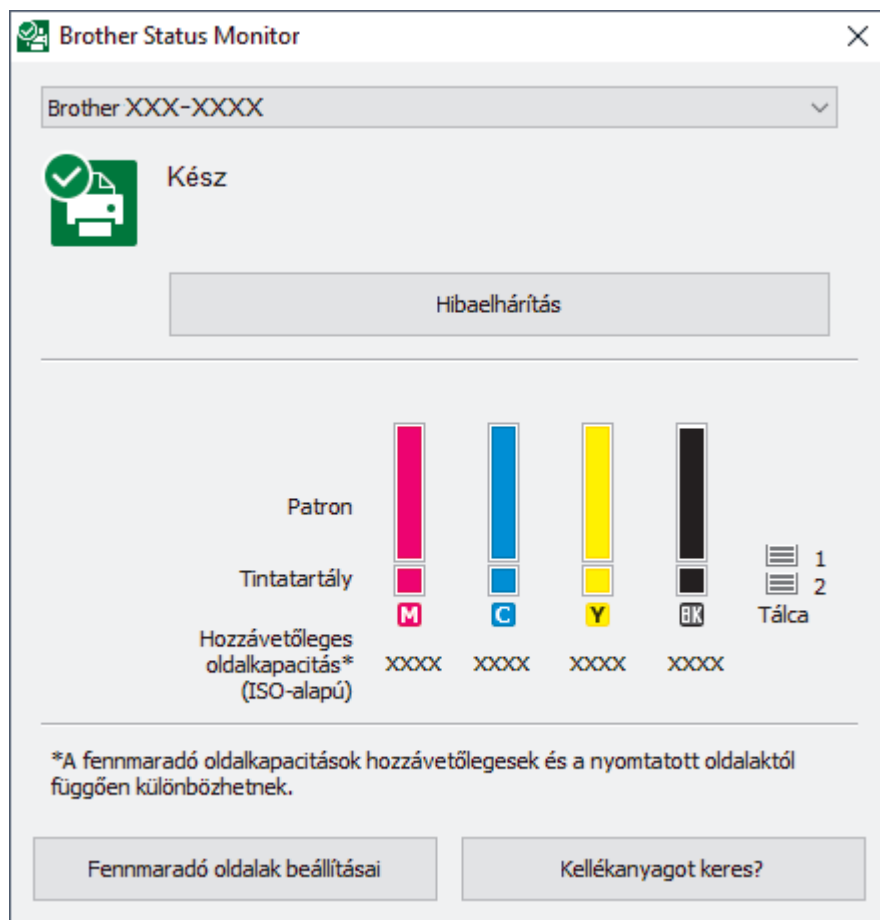 Brother Status Monitor
Brother XXX-XXXX
Kész
Hibaelhárítás
Patron
1
Tintatartály
2
M C Y BK Tálca
Hozzávetőleges
oldalkapacitás* XXXX XXXX XXXX XXXX
(ISO-alapú)
*A fennmaradó oldalkapacitások hozzávetőlegesek és a nyomtatott oldalaktól
függően különbözhetnek.
Fennmaradó oldalak beállításai
Kellékanyagot keres?